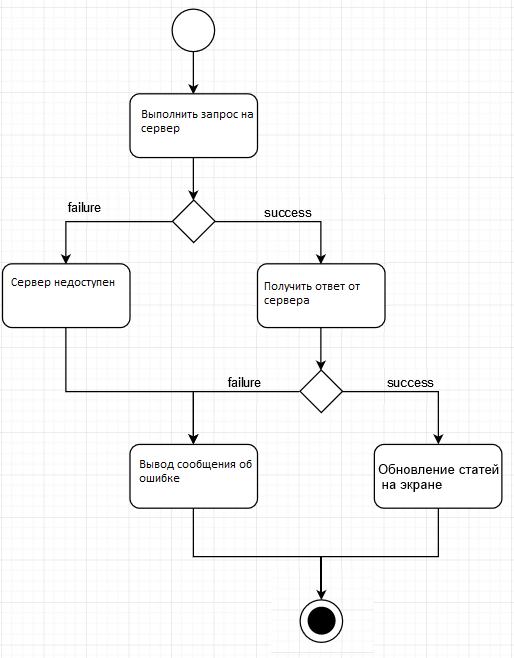 Выполнить запрос на
сервер
failure
success
Сервер недоступен
Получить ответ от
сервера
failure
success
Вывод сообщения об
ошибке
Обновление статей
на экране